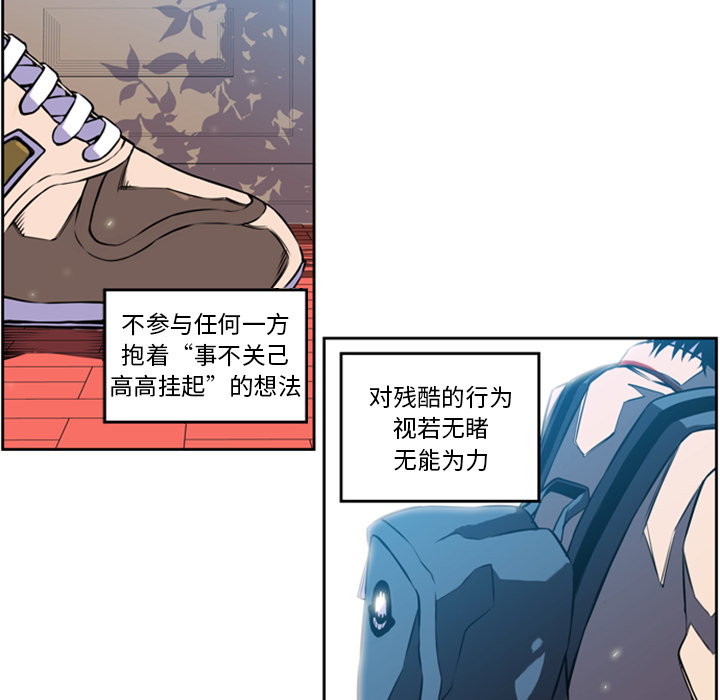 不参与任何一方
抱着“事不关己
高高挂起”的想法
对残酷的行为
视若无睹
无能为力